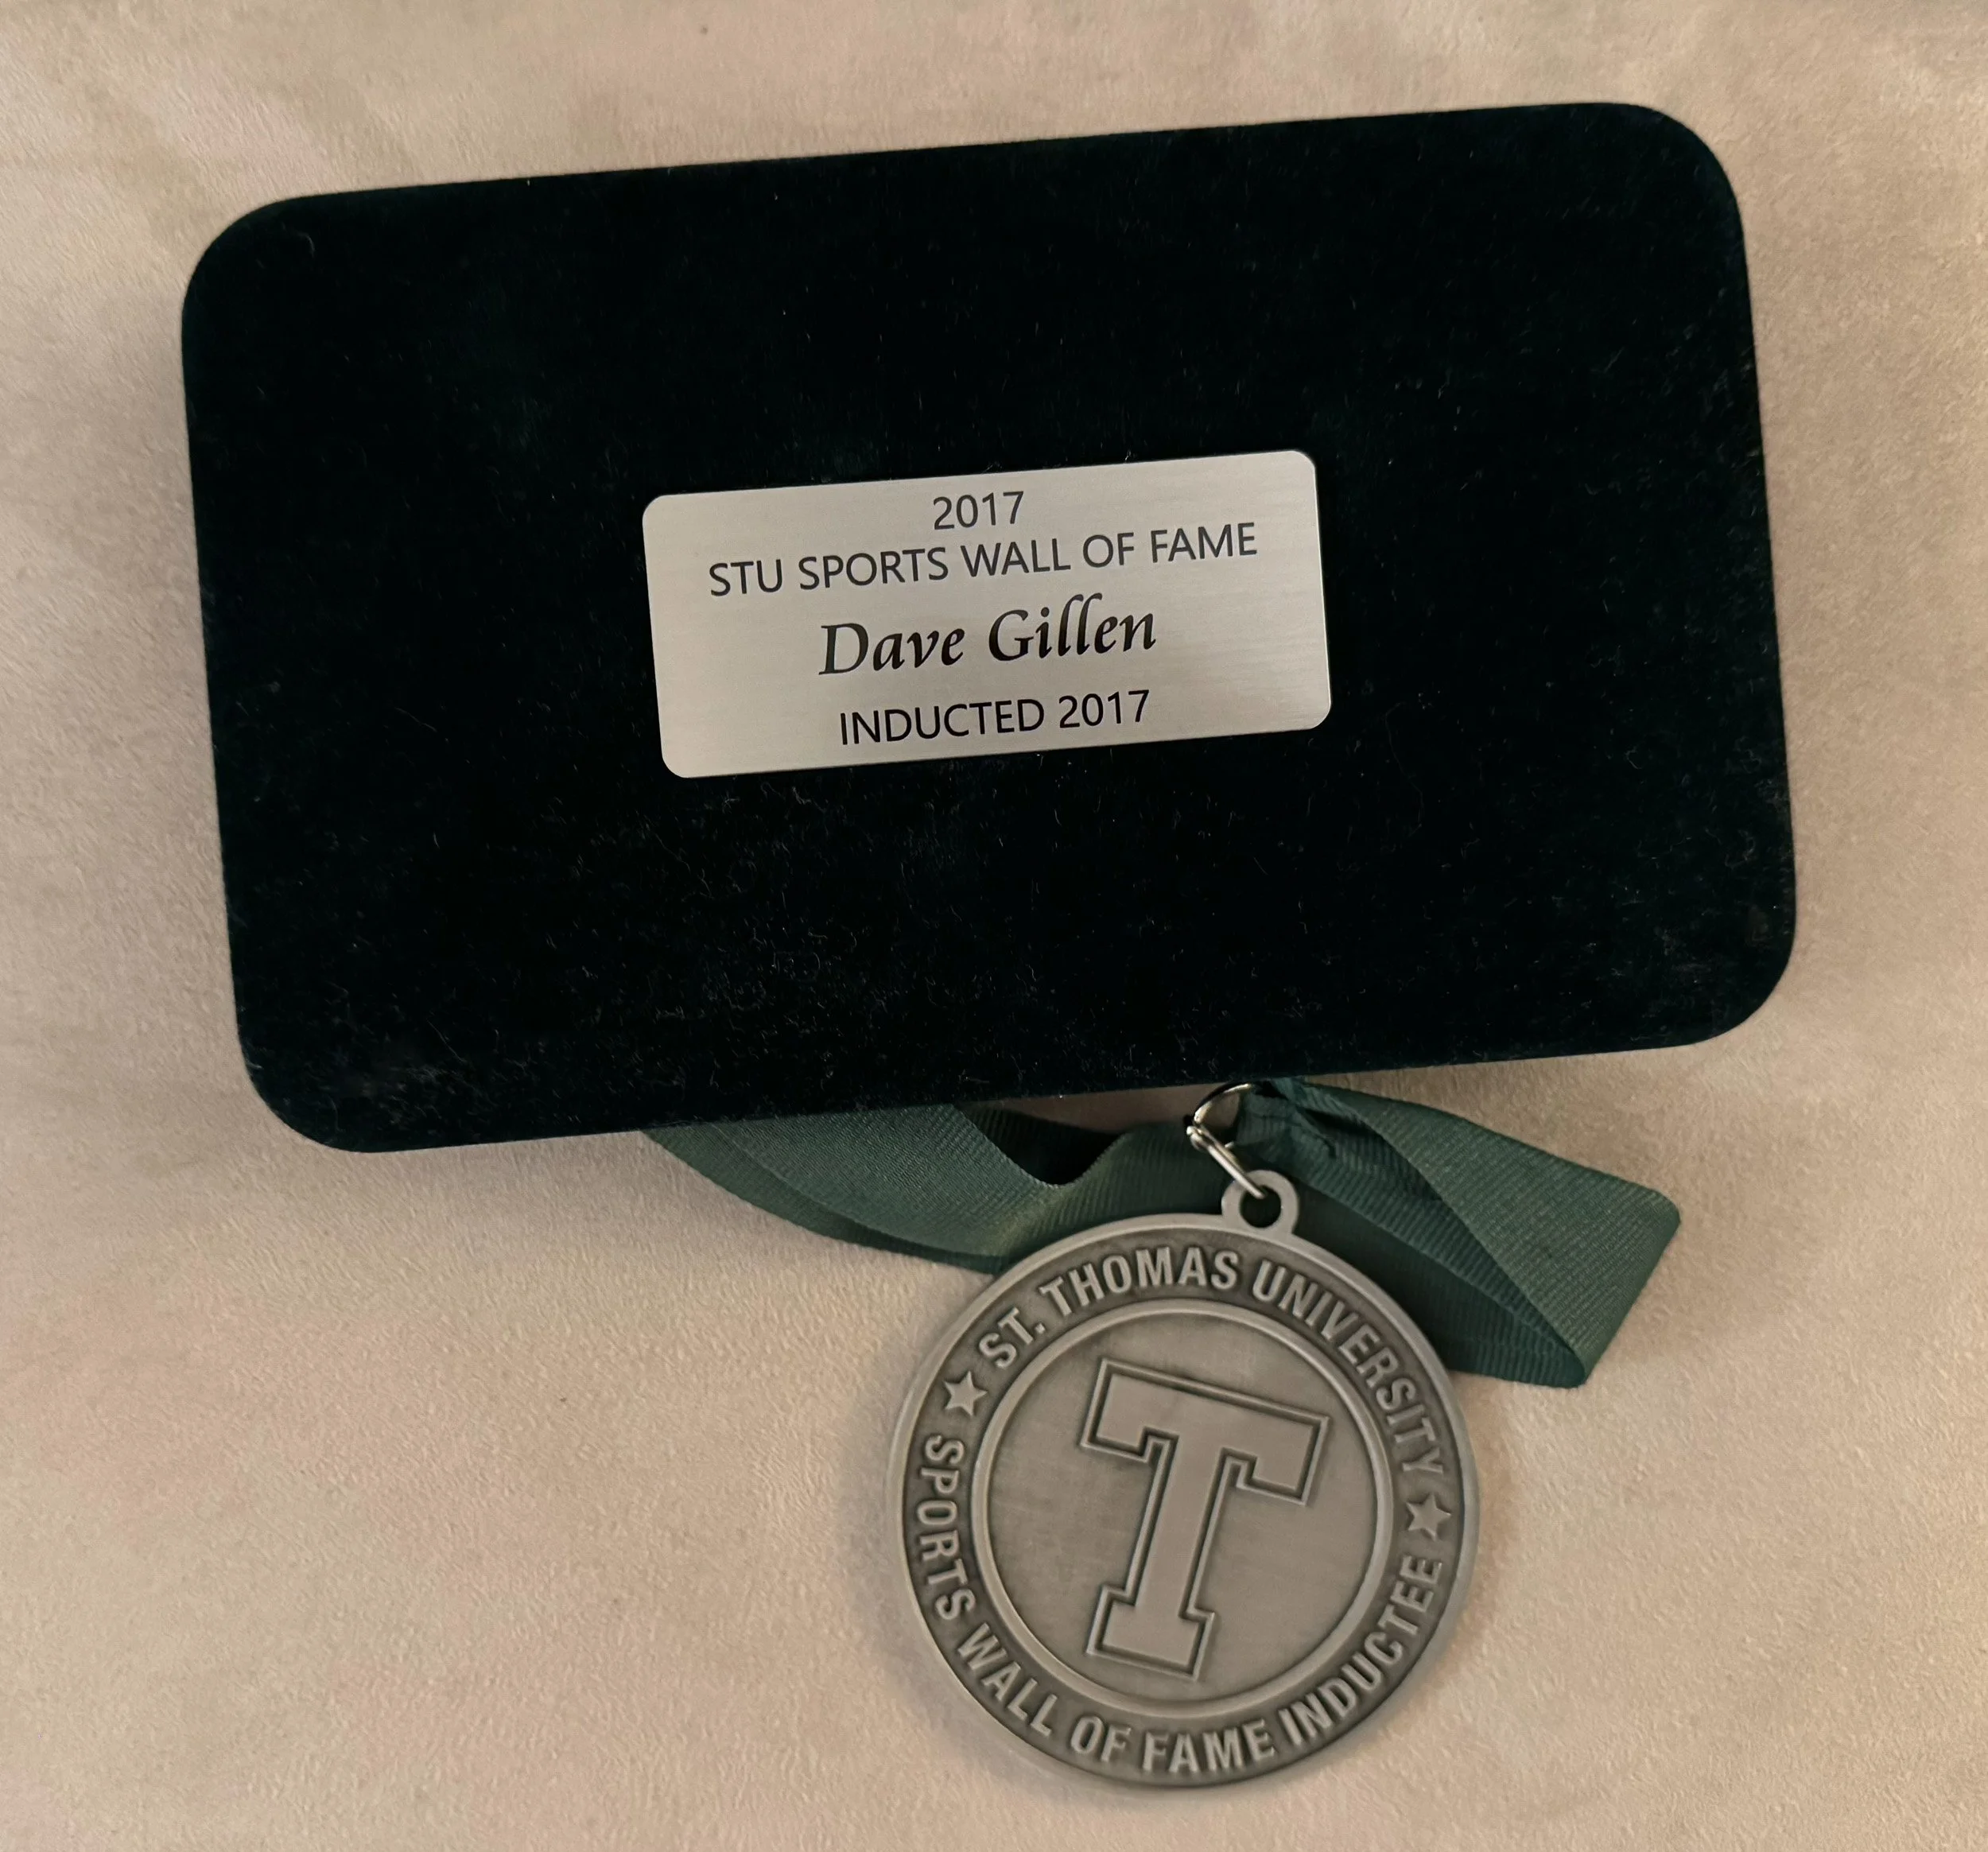 2017
STU SPORTS WALL OF FAME
Dave Gillen
INDUCTED 2017
ST. THOMAS UNIVERSITY
T
SPORTS WALL OF FAME INDUCTEE